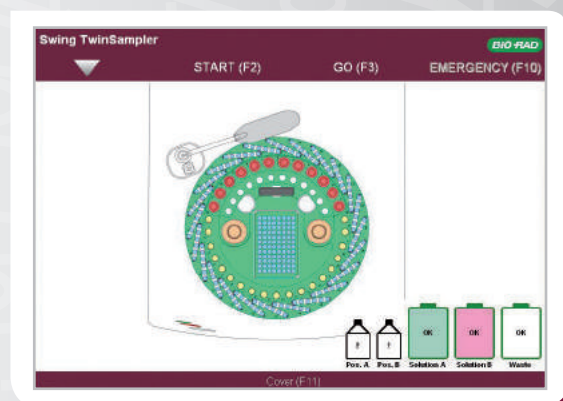 Swing TwinSampler
BIO-RAD
START (F2)
GO (F3)
EMERGENCY (F10)
OK
OK
OK
Pos. A
Pos. B
Solution A
Solution B
Waste
Cover (F11)